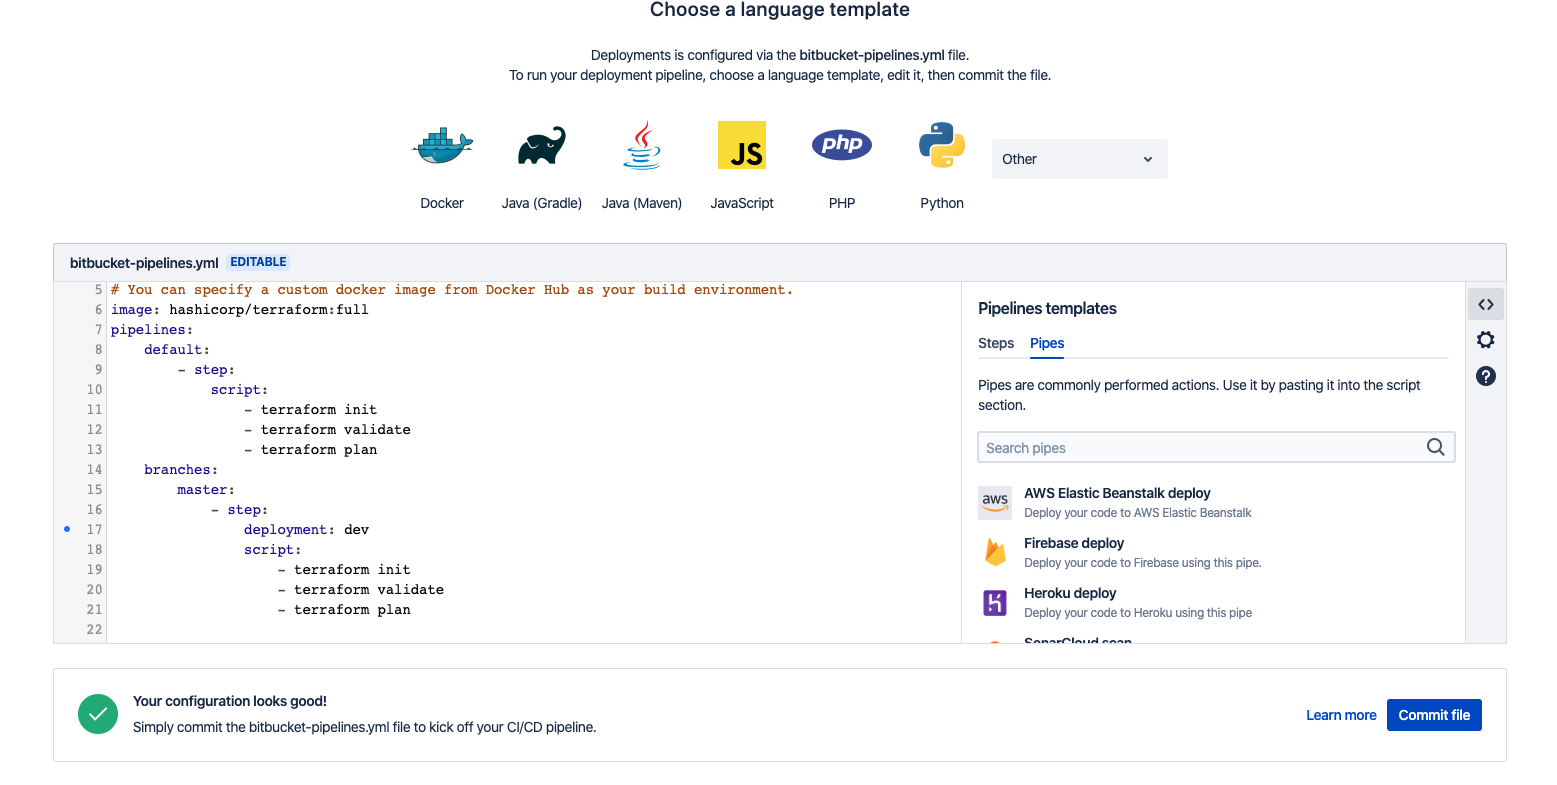 Choose a language template
Deployments is configured via the bitbucket-pipelines.yml file.
To run your deployment pipeline, choose a language template, edit it, then commit the file.
JS
php
Docker
Java (Gradle)
Java (Maven)
JavaScript
PHP
Python
Other
bitbucket-pipelines.yml EDITABLE
5 # You can specify a custom docker image from Docker Hub as your build environment.
6 image: hashicorp/terraform:full
7 pipelines:
8     default:
9         - step:
10             script:
11                 - terraform init
12                 - terraform validate
13                 - terraform plan
14     branches:
15         master:
16             - step:
17                 deployment: dev
18                 script:
19                     - terraform init
20                     - terraform validate
21                     - terraform plan
22
Pipelines templates
Steps Pipes
Pipes are commonly performed actions. Use it by pasting it into the script
section.
Search pipes
aws
AWS Elastic Beanstalk deploy
Deploy your code to AWS Elastic Beanstalk
Firebase deploy
Deploy your code to Firebase using this pipe.
Heroku deploy
Deploy your code to Heroku using this pipe
SonarCloud scan
Your configuration looks good!
Simply commit the bitbucket-pipelines.yml file to kick off your CI/CD pipeline.
Learn more
Commit file